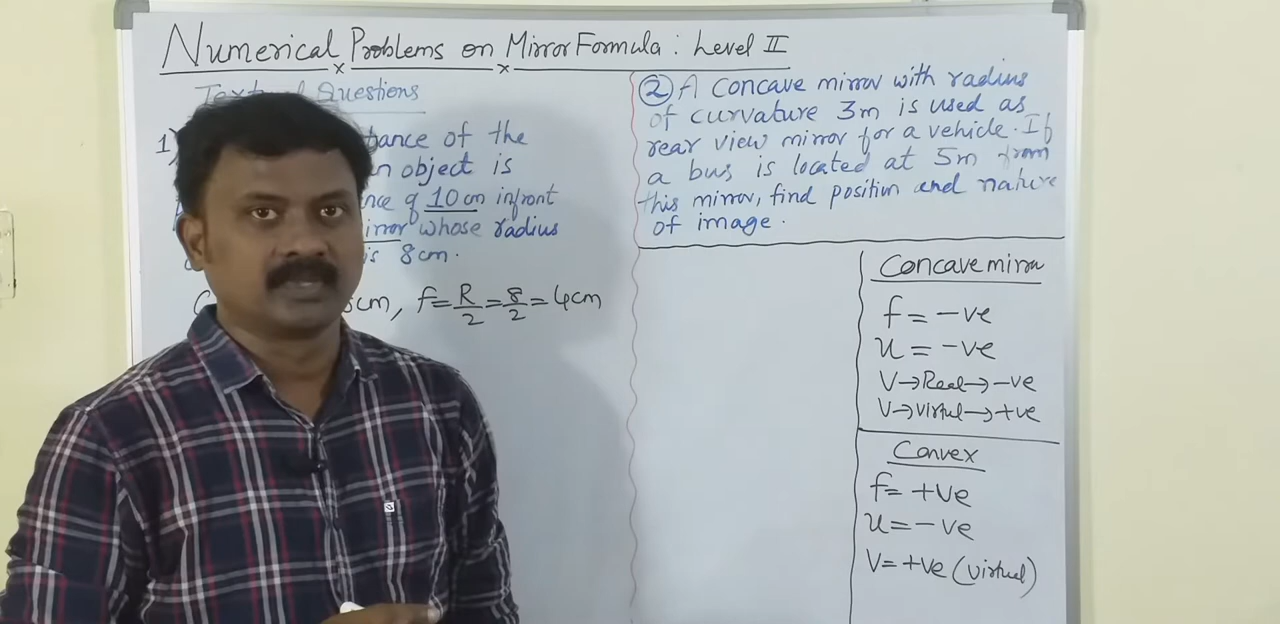 Numerical Problems on Mirror Formula : Level II
Textual Questions
1)
tance of the
n object is
nce of 10cm infront
irror whose radius
is 8cm.
8cm, f = R/2 = 8/2 = 4cm
② A Concave mirror with radius
of curvature 3m is used as
rear view mirror for a vehicle. If
a bus is located at 5m from
this mirror, find position and nature
of image.
Concave mirror
f = -ve
u = -ve
V→Real→ -ve
V→Virtual→ +ve
Convex
f = +ve
u = -ve
V = +ve (virtual)